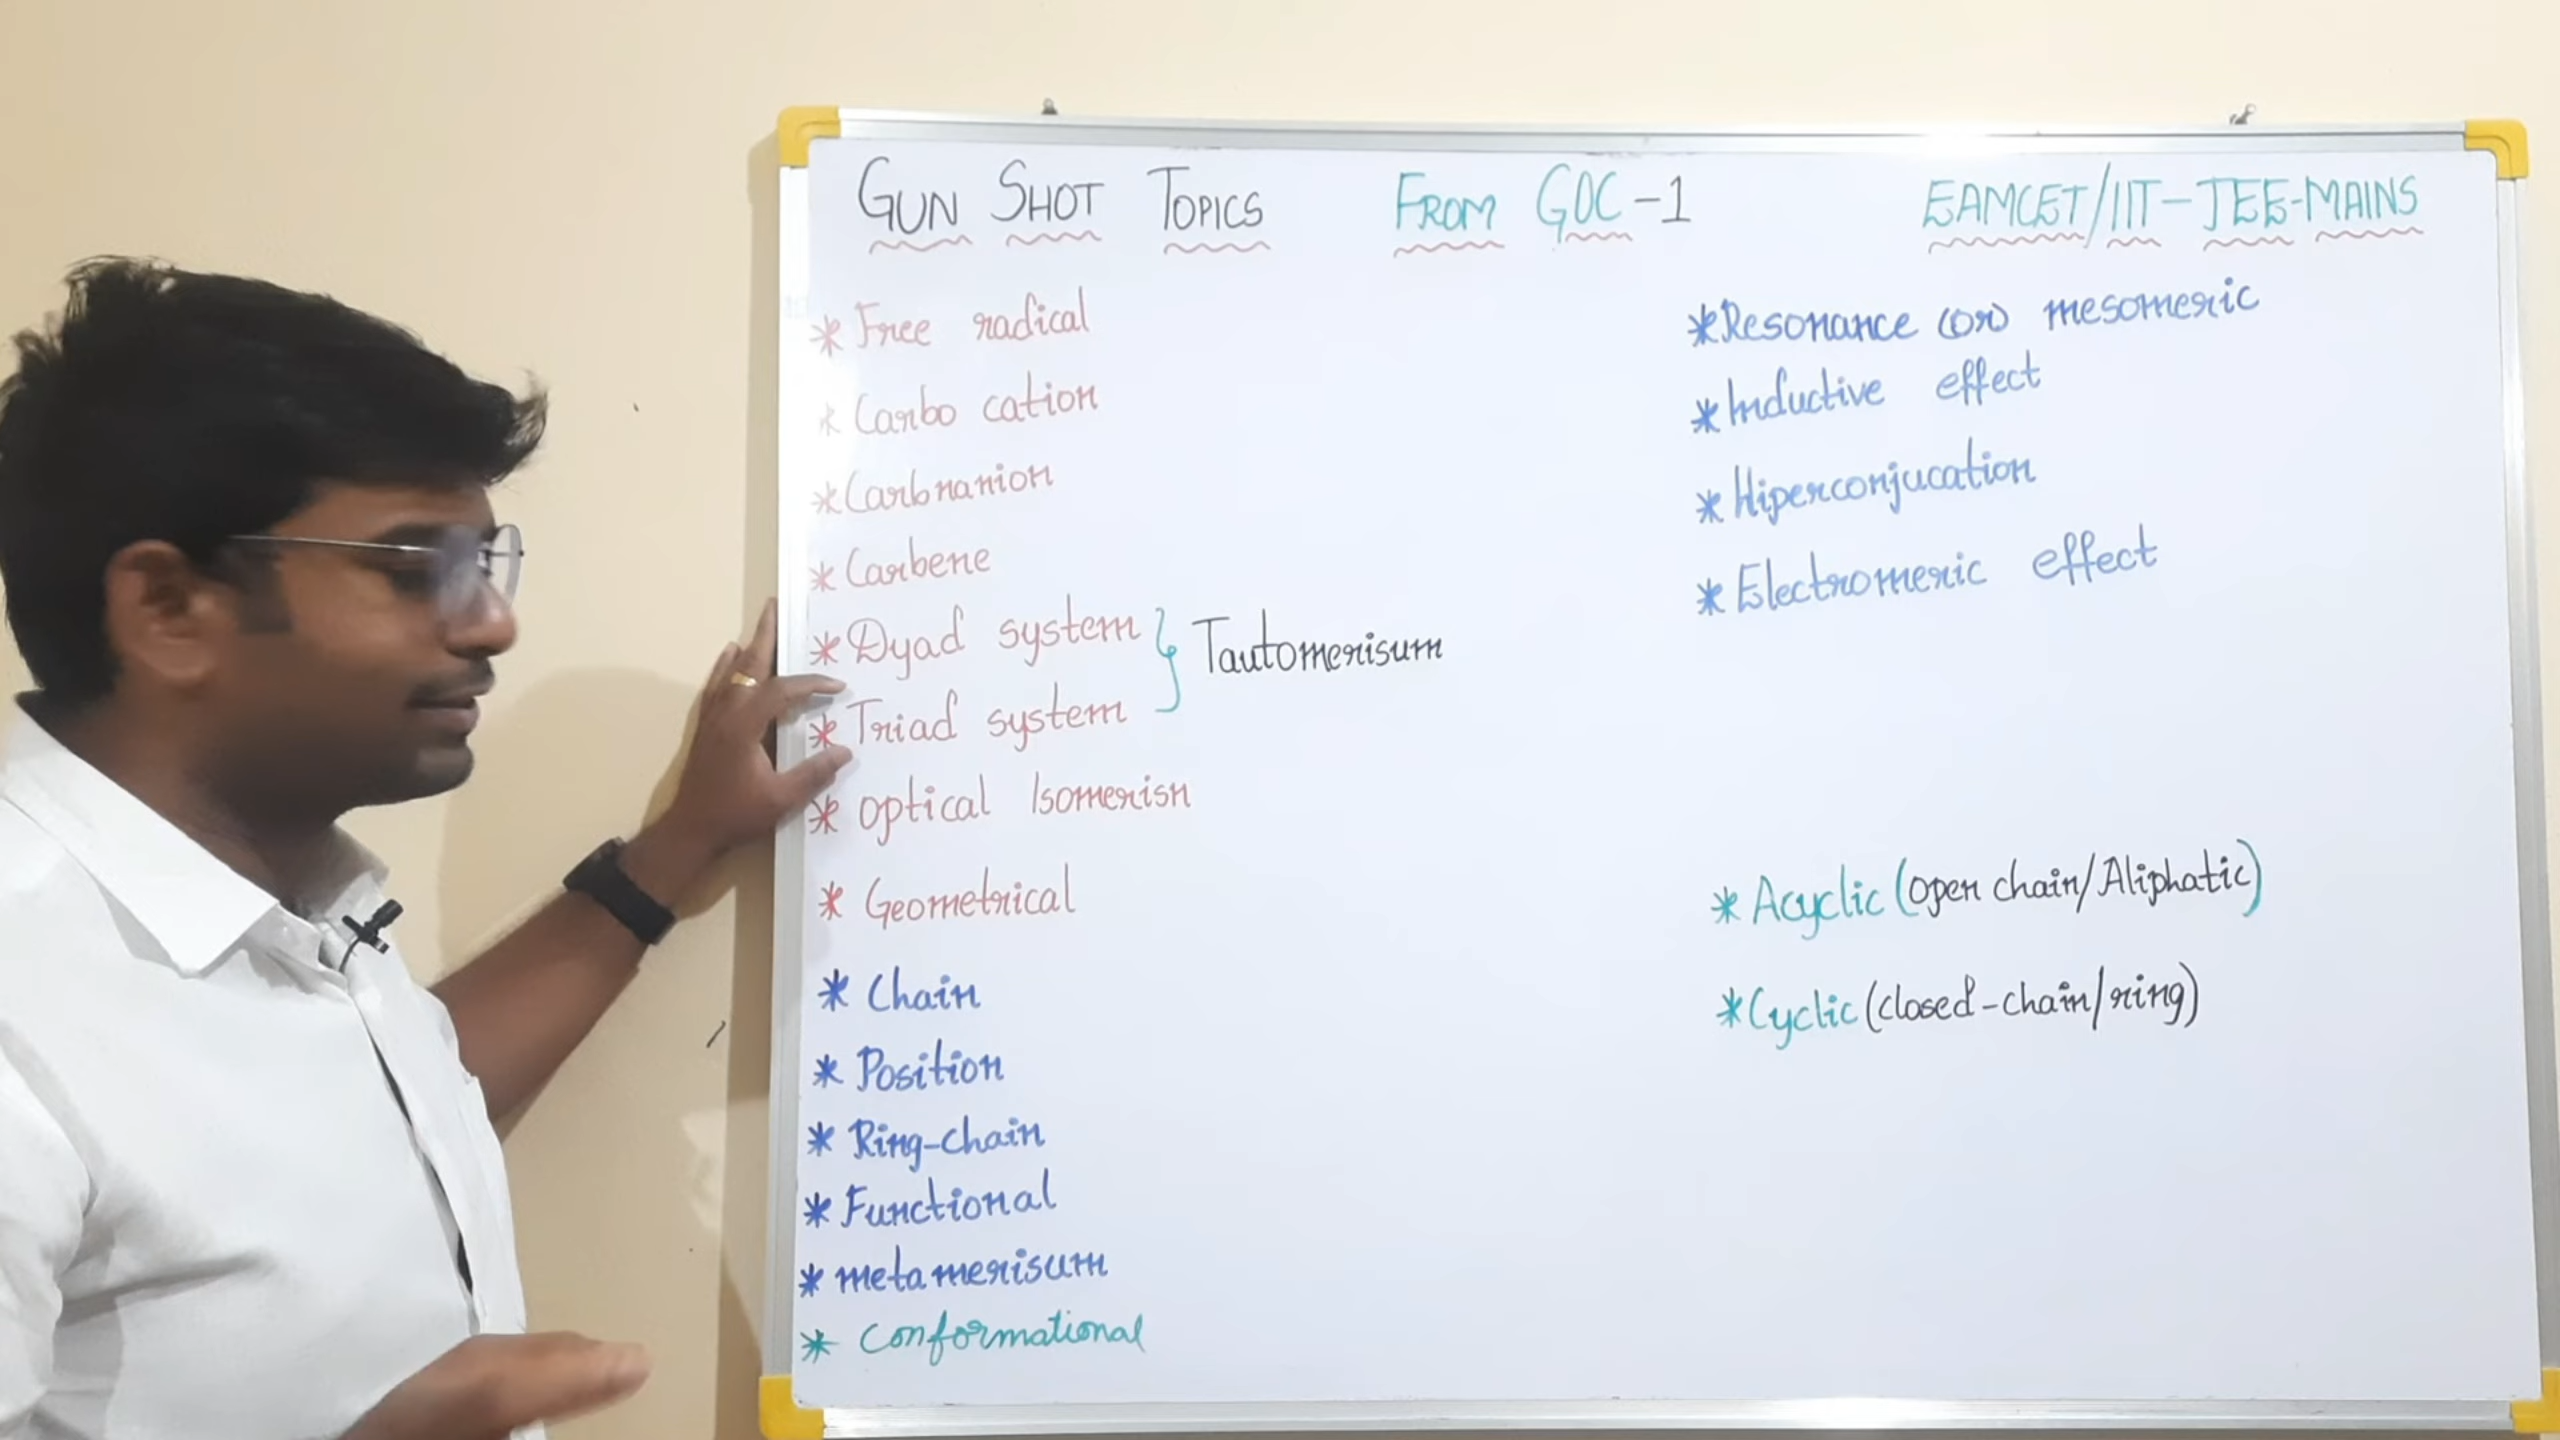 GUN SHOT TOPICS FROM GOC-1 EAMCET/IIT-JEE-MAINS
* Free radical
* Carbo cation
* Carbnanion
* Carbene
* Dyad system
* Triad system
} Tautomerisum
* optical Isomerisn
* Geometrical
* Chain
* Position
* Ring-chain
* Functional
* metamerisum
* conformational
* Resonance (or) mesomeric
* Inductive effect
* Hiperconjucation
* Electromeric effect
* Acyclic (open chain/Aliphatic)
* Cyclic (closed-chain/ring)